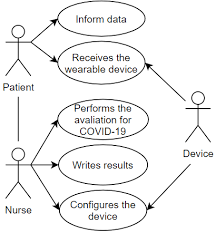 Inform data
Receives the
wearable device
Patient
Performs the
avaliation for
COVID-19
Device
Writes results
Configures the
device
Nurse